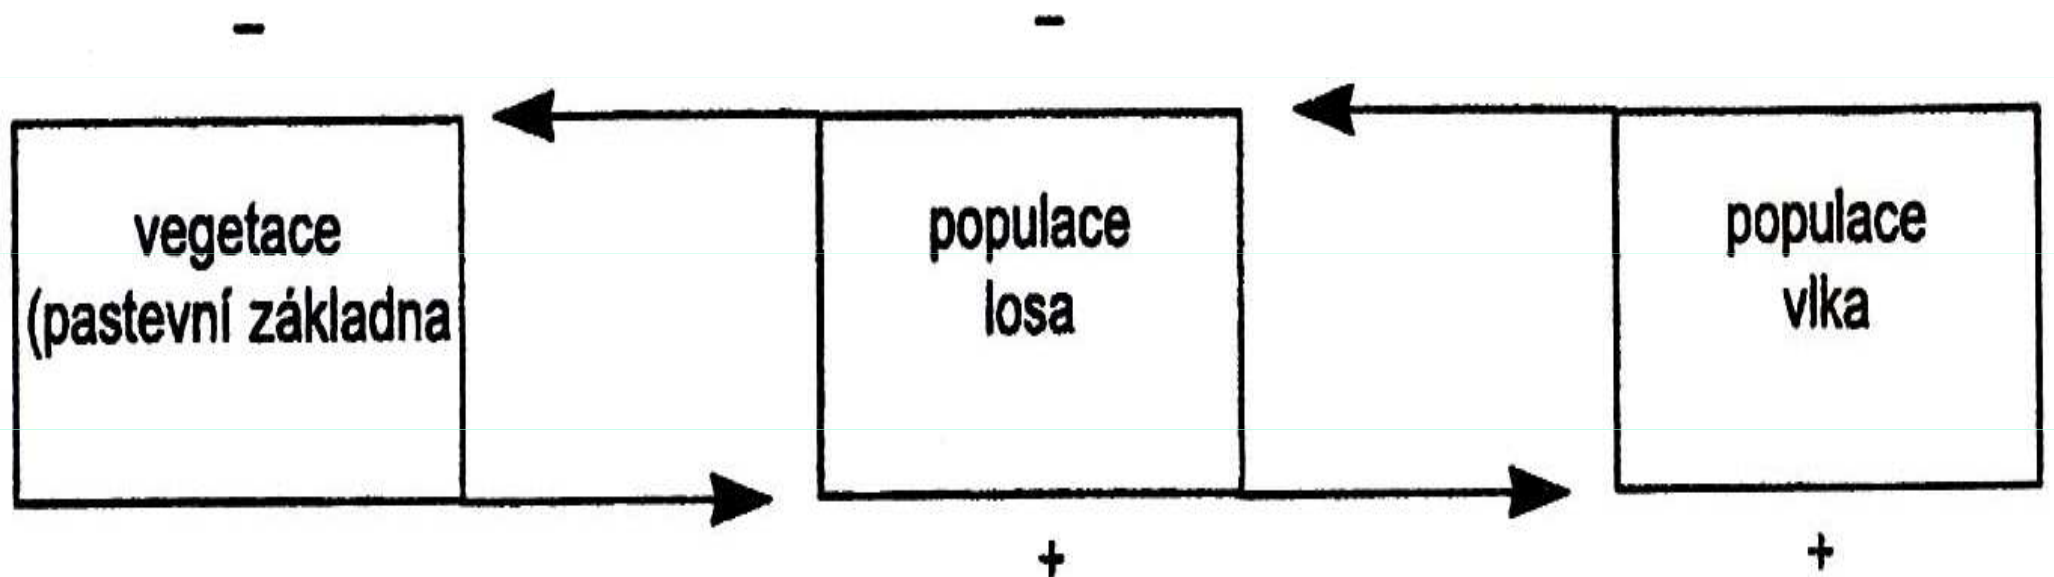 –
–
vegetace
(pastevní základna
populace
losa
populace
vlka
+
+